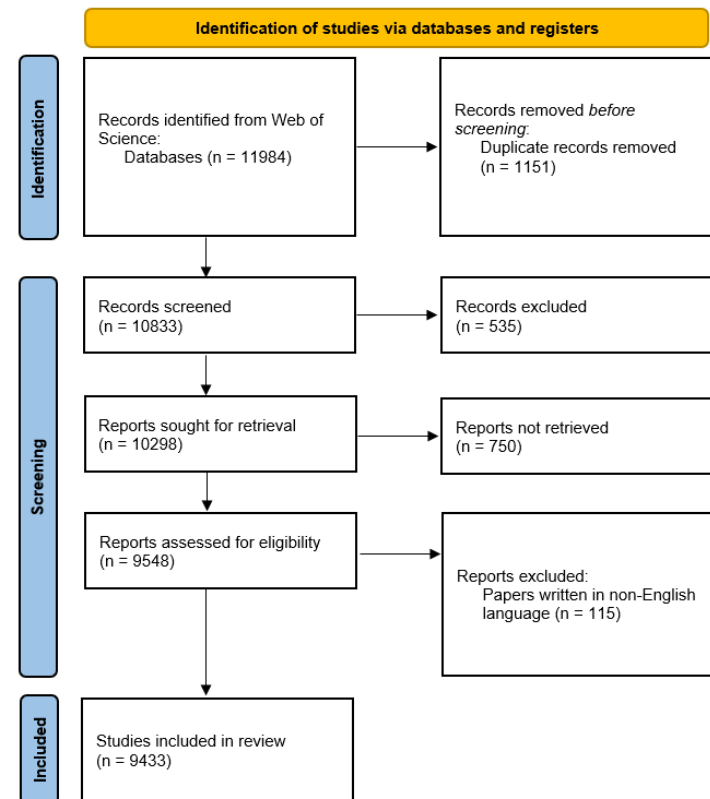 Identification of studies via databases and registers
Identification
Records identified from Web of
Science:
Databases (n = 11984)
Records removed before
screening:
Duplicate records removed
(n = 1151)
Screening
Records screened
(n = 10833)
Records excluded
(n = 535)
Reports sought for retrieval
(n = 10298)
Reports not retrieved
(n = 750)
Reports assessed for eligibility
(n = 9548)
Reports excluded:
Papers written in non-English
language (n = 115)
Included
Studies included in review
(n = 9433)